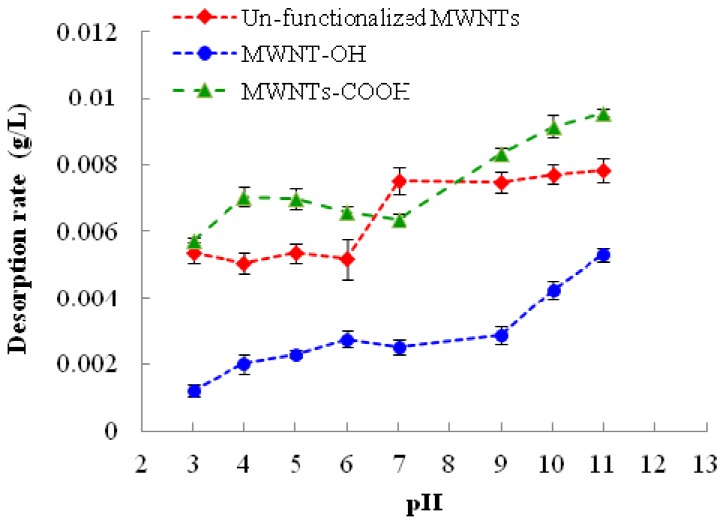 Un-functionalized MWNTs
MWNT-OH
MWNTs-COOH
0.012
0.01
0.008
0.006
0.004
0.002
0
Desorption rate (g/L)
2 3 4 5 6 7 8 9 10 11 12 13
pH